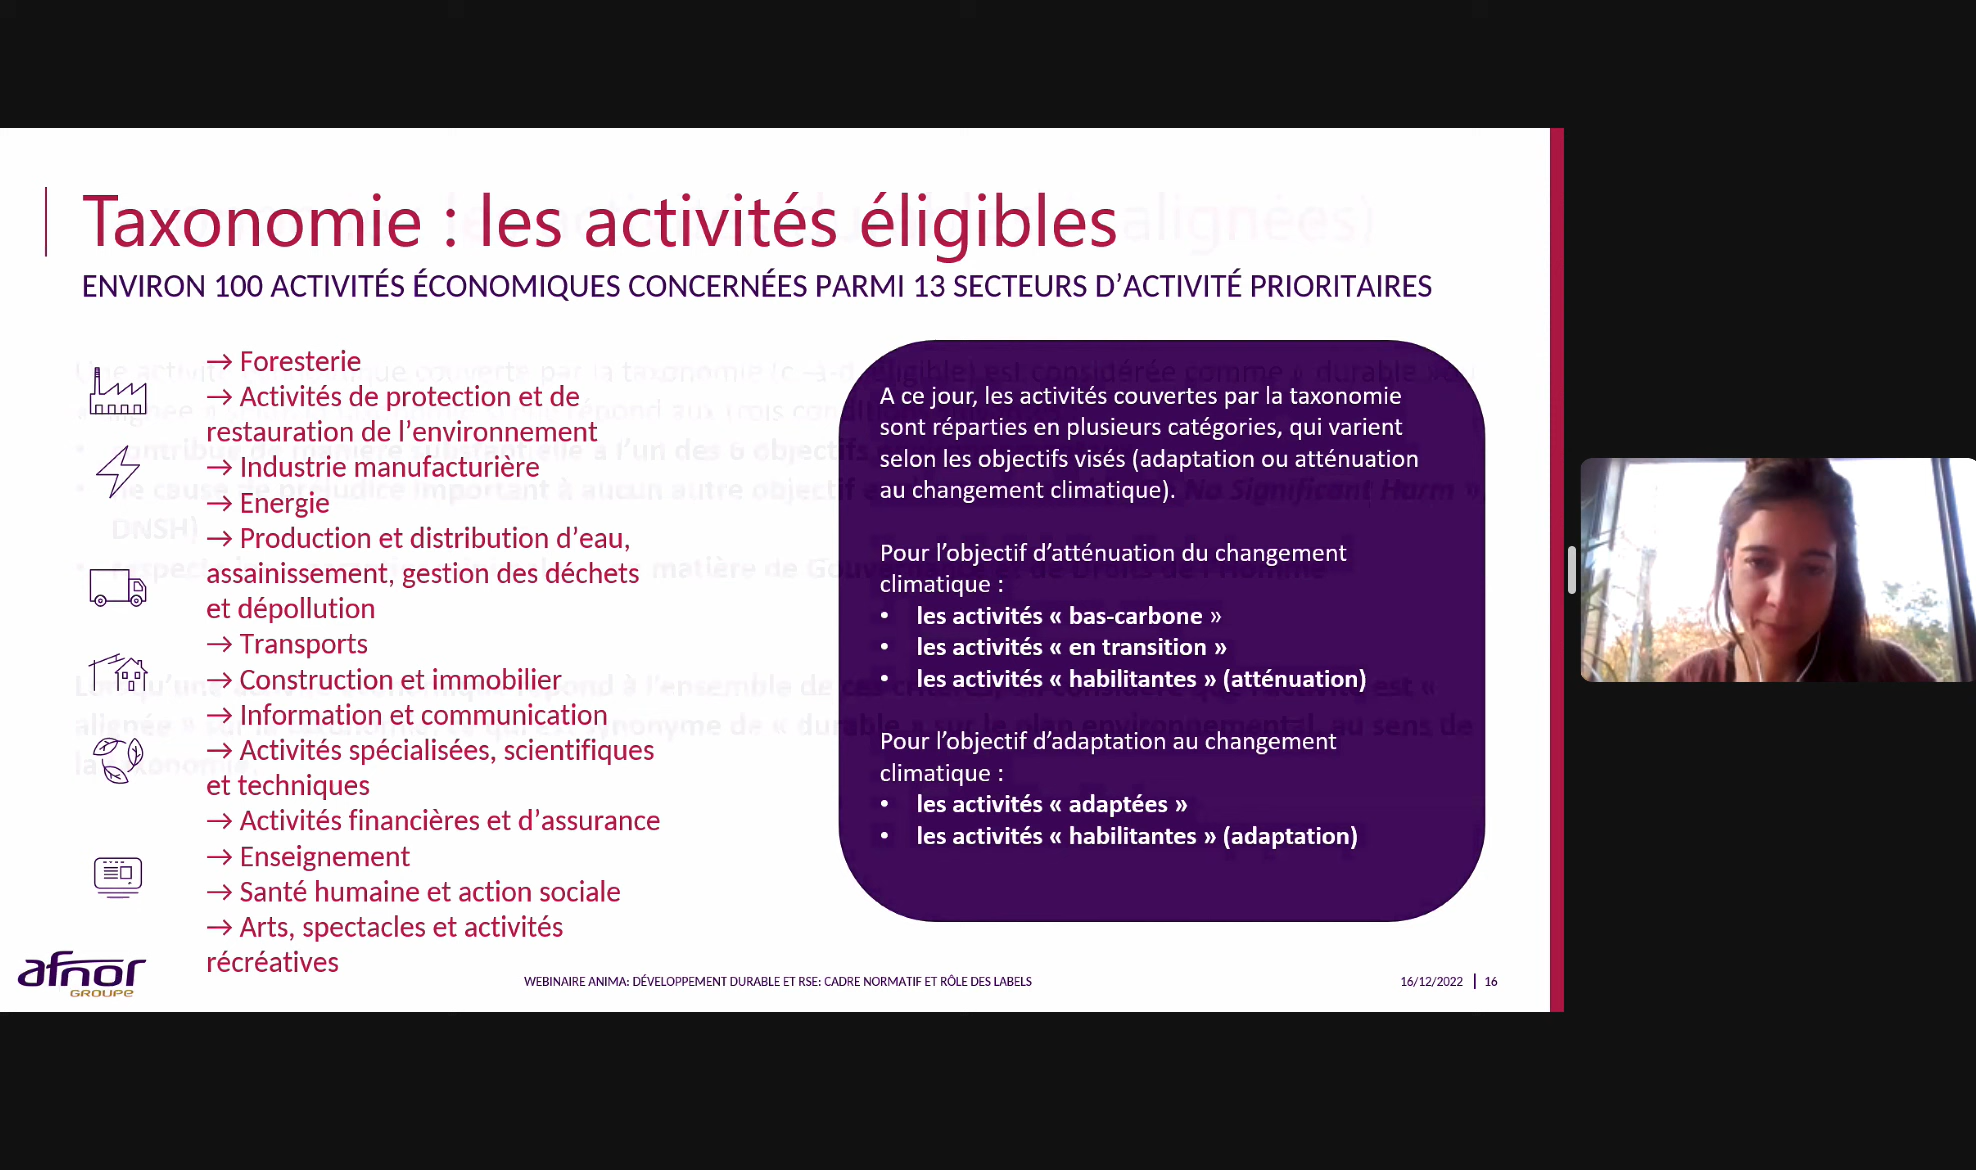 Taxonomie : les activités éligibles
alignées)
ENVIRON 100 ACTIVITÉS ÉCONOMIQUES CONCERNÉES PARMI 13 SECTEURS D’ACTIVITÉ PRIORITAIRES
→ Foresterie
→ Activités de protection et de
restauration de l’environnement
→ Industrie manufacturière
→ Energie
→ Production et distribution d’eau,
assainissement, gestion des déchets
et dépollution
→ Transports
→ Construction et immobilier
→ Information et communication
→ Activités spécialisées, scientifiques
et techniques
→ Activités financières et d’assurance
→ Enseignement
→ Santé humaine et action sociale
→ Arts, spectacles et activités
récréatives
A ce jour, les activités couvertes par la taxonomie
sont réparties en plusieurs catégories, qui varient
selon les objectifs visés (adaptation ou atténuation
au changement climatique).
Pour l’objectif d’atténuation du changement
climatique :
• les activités « bas-carbone »
• les activités « en transition »
• les activités « habilitantes » (atténuation)
Pour l’objectif d’adaptation au changement
climatique :
• les activités « adaptées »
• les activités « habilitantes » (adaptation)
afnor
GROUPE
WEBINAIRE ANIMA: DÉVELOPPEMENT DURABLE ET RSE: CADRE NORMATIF ET RÔLE DES LABELS
16/12/2022 | 16